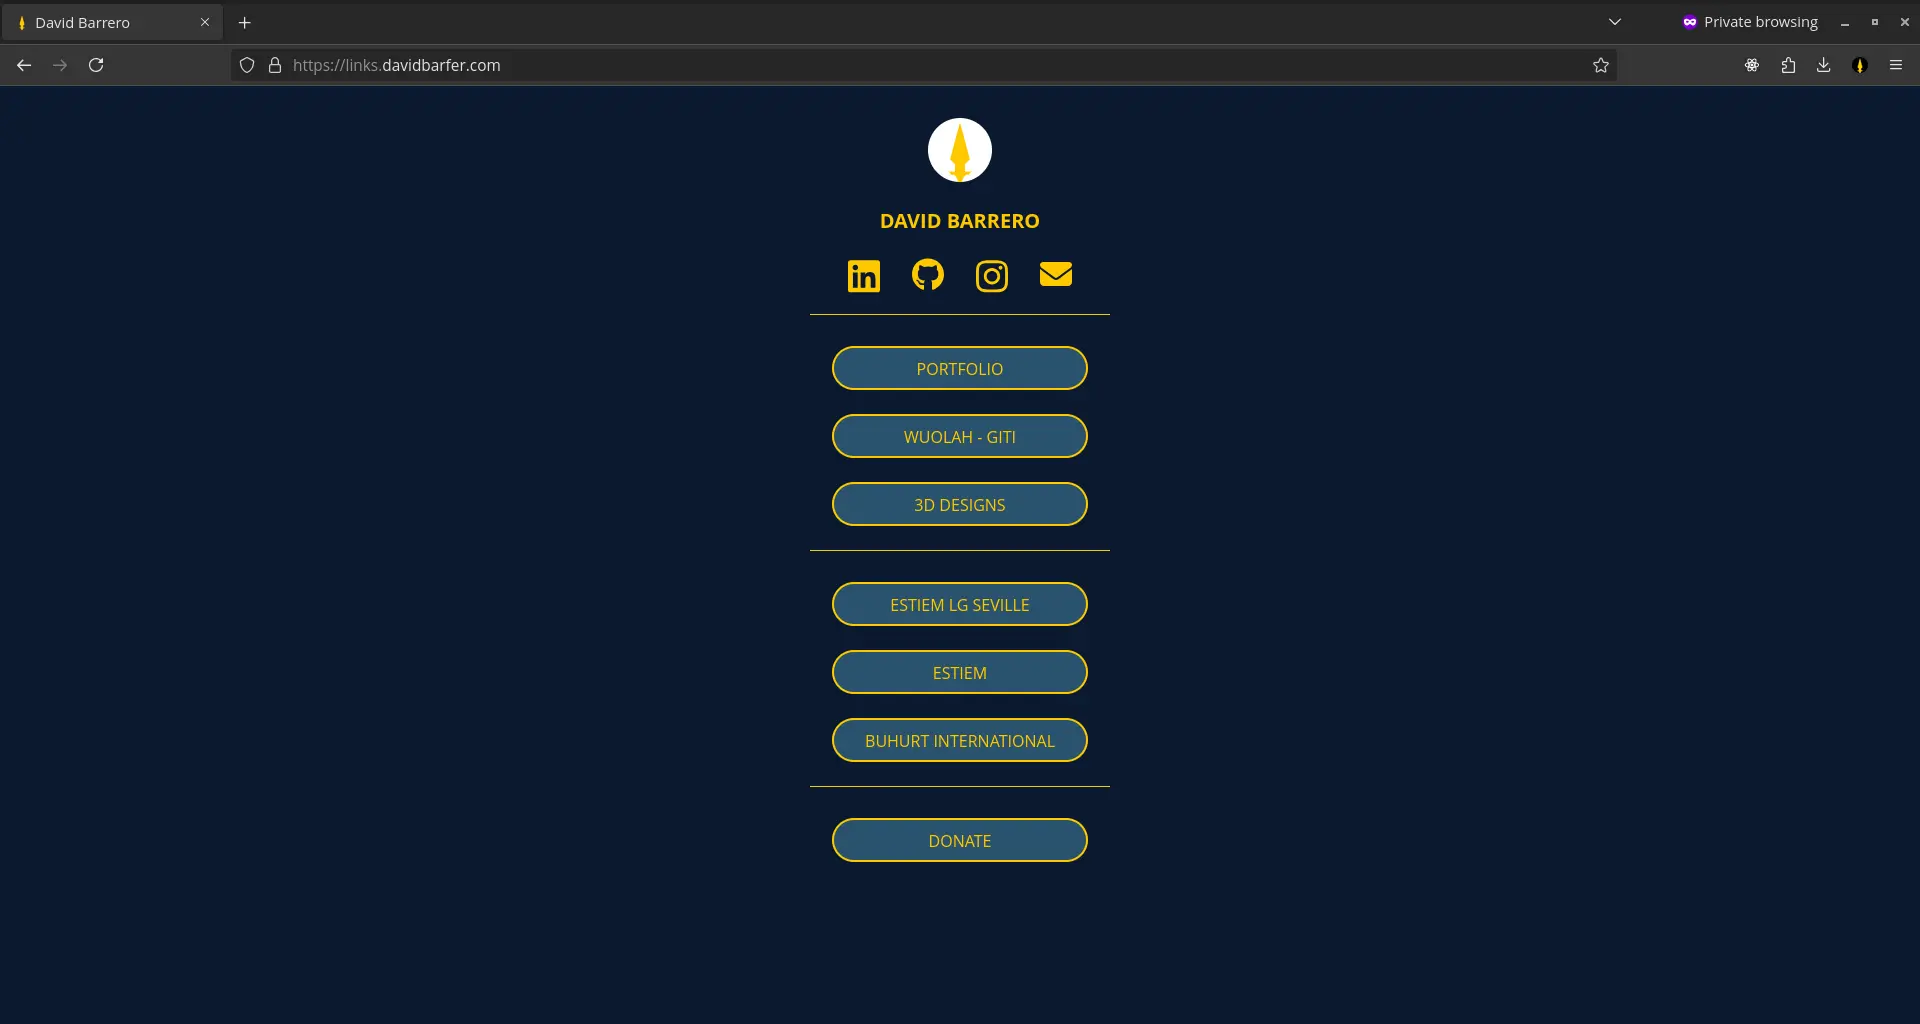 David Barrero
Private browsing
https://links.davidbarfer.com
DAVID BARRERO
in
PORTFOLIO
WUOLAH - GITI
3D DESIGNS
ESTIEM LG SEVILLE
ESTIEM
BUHURT INTERNATIONAL
DONATE